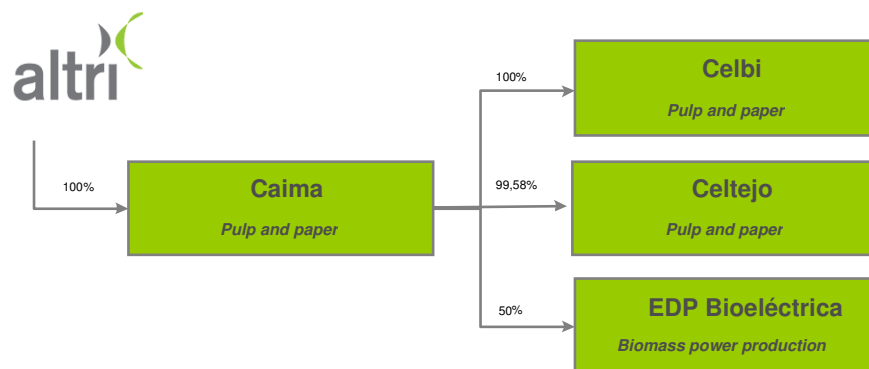 altri
100%
Caima
Pulp and paper
100%
Celbi
Pulp and paper
99,58%
Celtejo
Pulp and paper
50%
EDP Bioeléctrica
Biomass power production